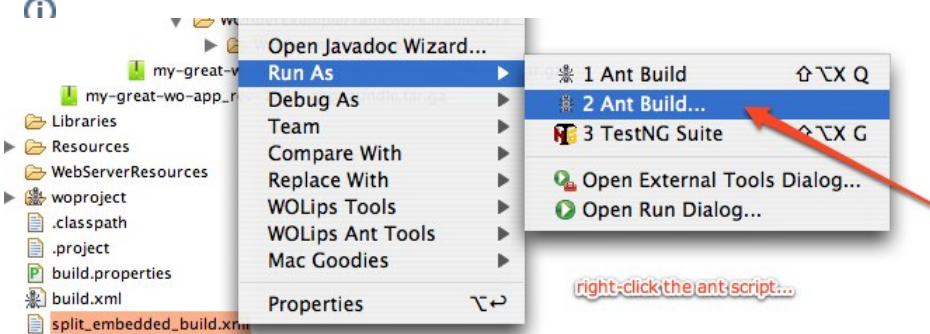 Open Javadoc Wizard...
my-great-w
Run As
1 Ant Build ⇧⌥X Q
my-great-wo-app_r
Debug As
2 Ant Build...
Libraries
Team
3 TestNG Suite ⇧⌥X G
Resources
Compare With
WebServerResources
Replace With
Open External Tools Dialog...
woproject
WOLips Tools
Open Run Dialog...
.classpath
WOLips Ant Tools
.project
Mac Goodies
build.properties
right-click the ant script...
build.xml
Properties ⌥↩
split_embedded_build.xml